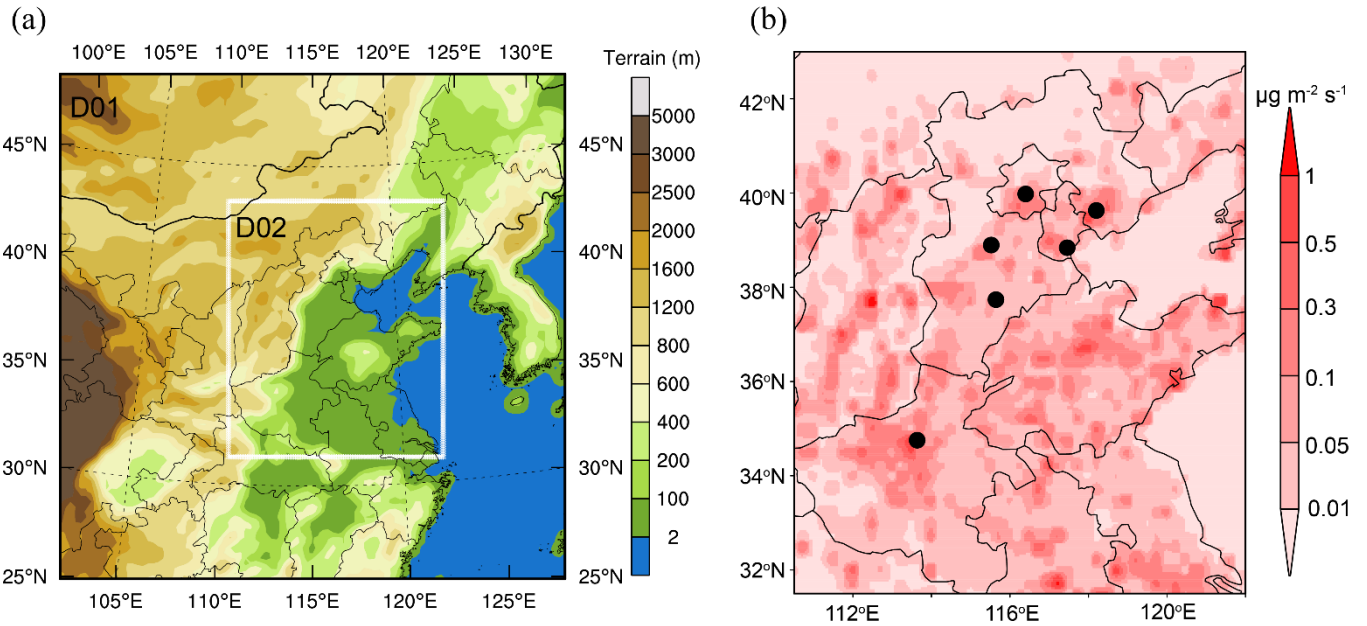 (a)
100°E 105°E 110°E 115°E 120°E 125°E 130°E
Terrain (m)
D01
D02
45°N
40°N
35°N
30°N
25°N
45°N
40°N
35°N
30°N
25°N
105°E 110°E 115°E 120°E 125°E
5000
3000
2500
2000
1600
1200
800
600
400
200
100
2
(b)
42°N
40°N
38°N
36°N
34°N
32°N
112°E 116°E 120°E
µg m⁻² s⁻¹
1
0.5
0.3
0.1
0.05
0.01